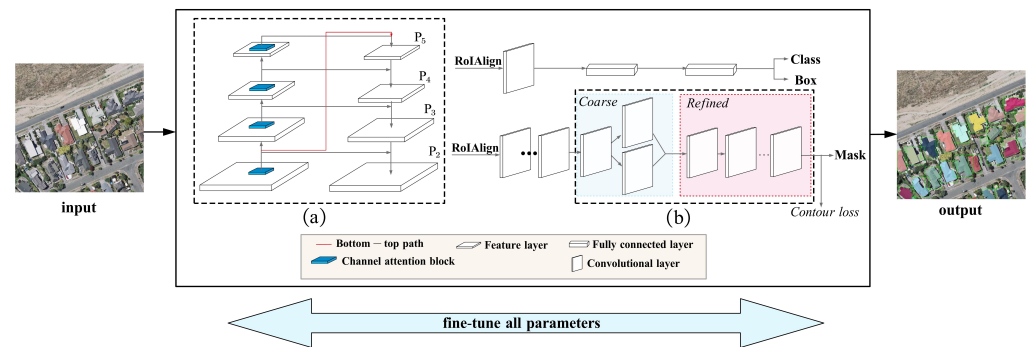 input
P5
P4
P3
P2
(a)
RoIAlign
Class
Box
Coarse
Refined
RoIAlign
Mask
(b)
Contour loss
output
Bottom – top path
Feature layer
Fully connected layer
Channel attention block
Convolutional layer
fine-tune all parameters